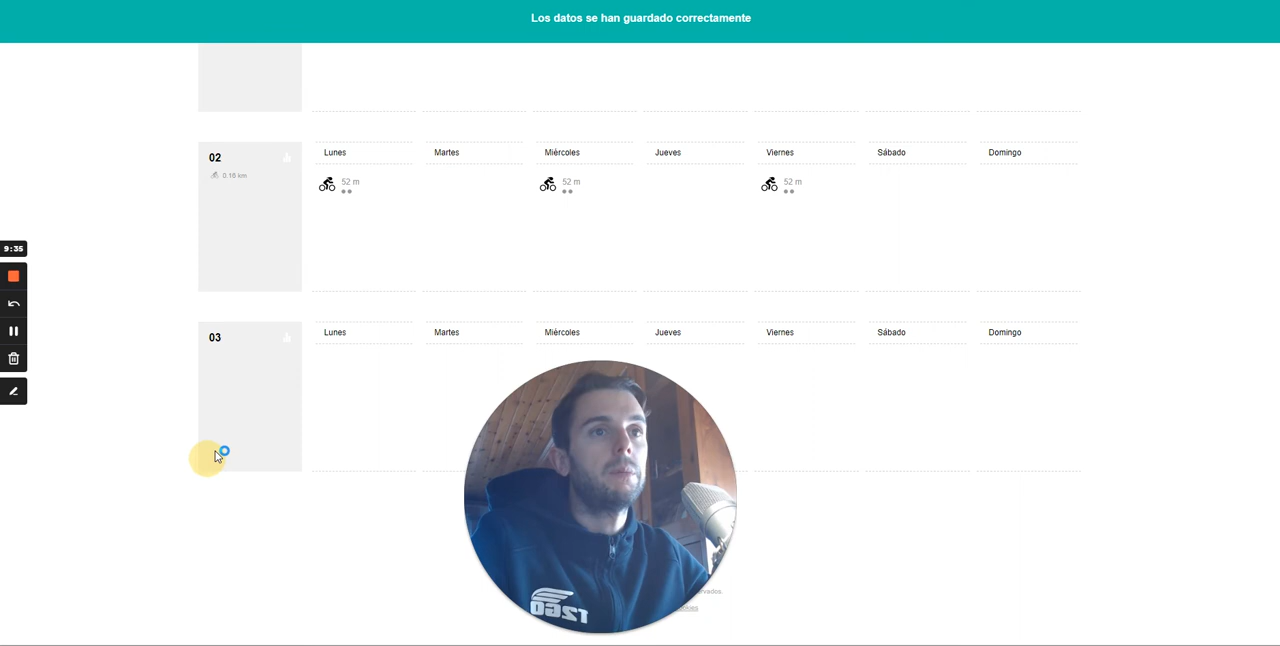 Los datos se han guardado correctamente
02
0.16 km
Lunes Martes Miércoles Jueves Viernes Sábado Domingo
52 m 52 m 52 m
9:35
03
Lunes Martes Miércoles Jueves Viernes Sábado Domingo